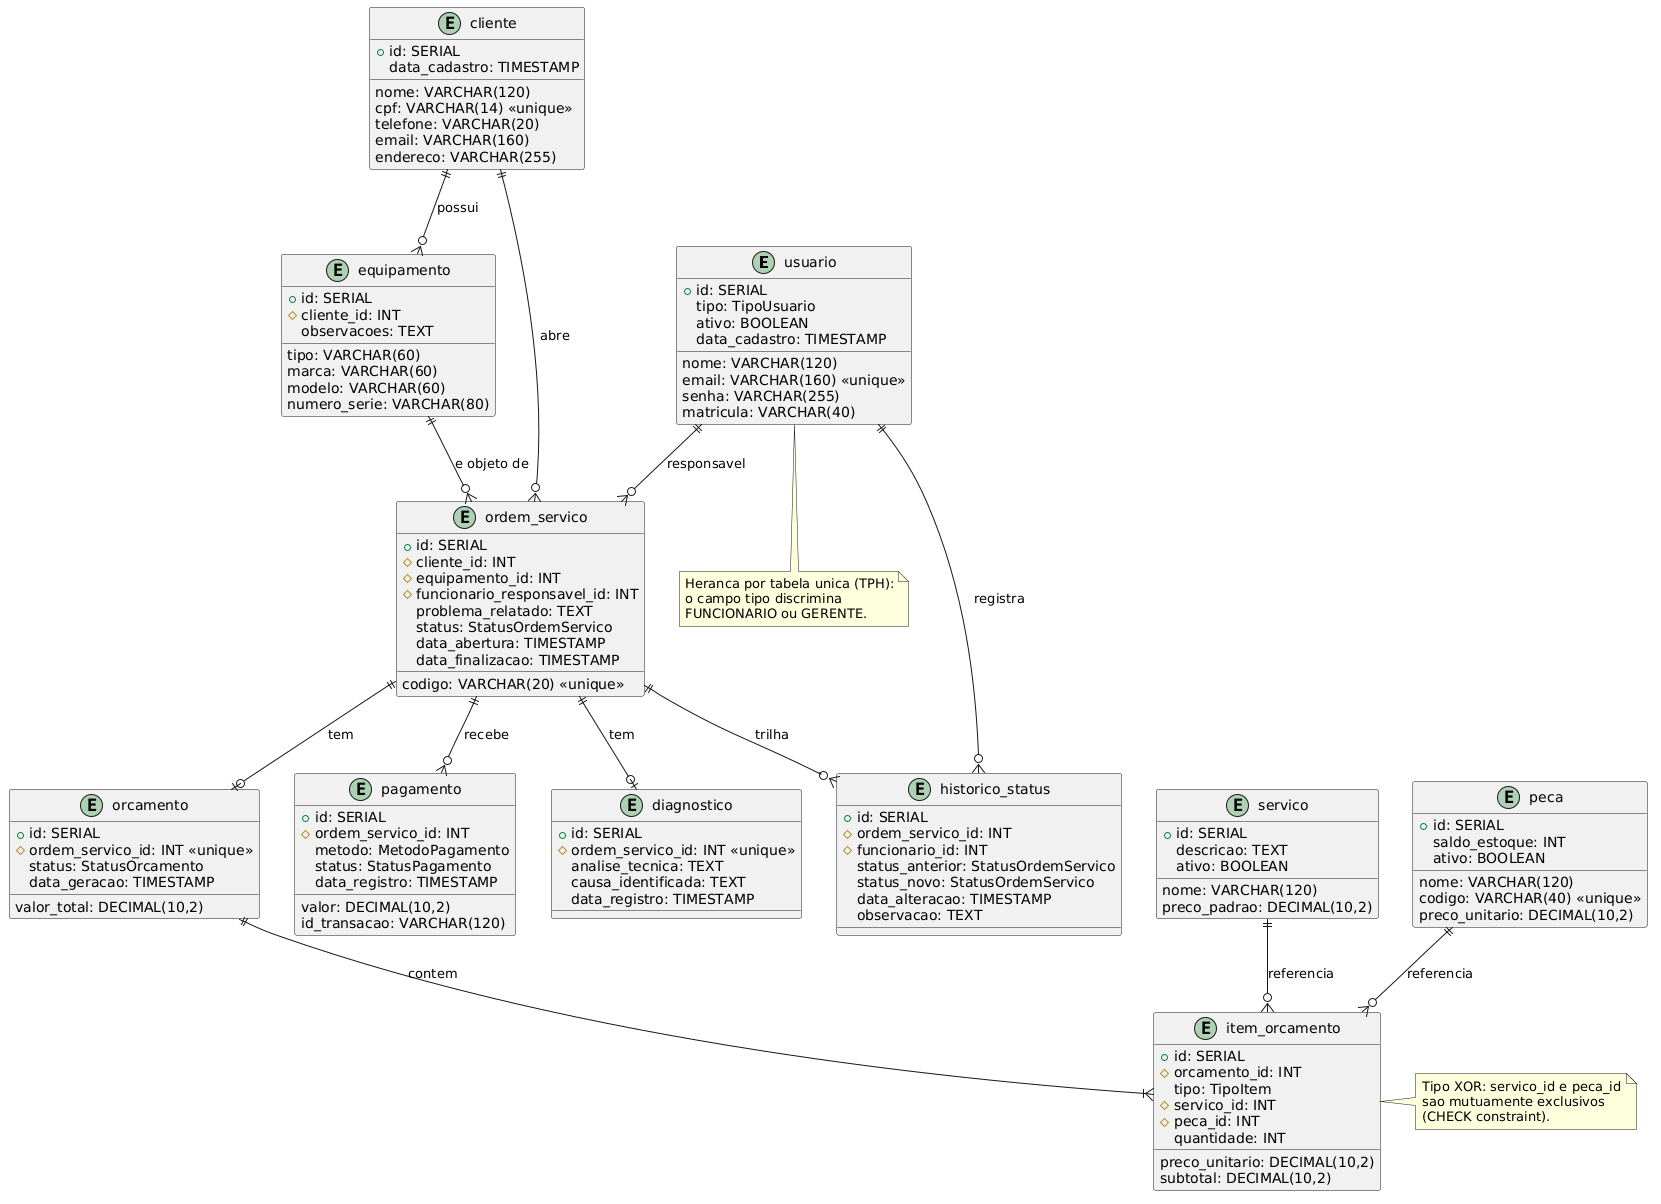 E cliente
id: SERIAL
data_cadastro: TIMESTAMP
nome: VARCHAR(120)
cpf: VARCHAR(14) «unique»
telefone: VARCHAR(20)
email: VARCHAR(160)
endereco: VARCHAR(255)
possui
abre
E equipamento
id: SERIAL
cliente_id: INT
observacoes: TEXT
tipo: VARCHAR(60)
marca: VARCHAR(60)
modelo: VARCHAR(60)
numero_serie: VARCHAR(80)
E usuario
id: SERIAL
tipo: TipoUsuario
ativo: BOOLEAN
data_cadastro: TIMESTAMP
nome: VARCHAR(120)
email: VARCHAR(160) «unique»
senha: VARCHAR(255)
matricula: VARCHAR(40)
e objeto de
responsavel
registra
E ordem_servico
id: SERIAL
cliente_id: INT
equipamento_id: INT
funcionario_responsavel_id: INT
problema_relatado: TEXT
status: StatusOrdemServico
data_abertura: TIMESTAMP
data_finalizacao: TIMESTAMP
codigo: VARCHAR(20) «unique»
Heranca por tabela unica (TPH):
o campo tipo discrimina
FUNCIONARIO ou GERENTE.
tem
recebe
tem
trilha
E orcamento
id: SERIAL
ordem_servico_id: INT «unique»
status: StatusOrcamento
data_geracao: TIMESTAMP
valor_total: DECIMAL(10,2)
E pagamento
id: SERIAL
ordem_servico_id: INT
metodo: MetodoPagamento
status: StatusPagamento
data_registro: TIMESTAMP
valor: DECIMAL(10,2)
id_transacao: VARCHAR(120)
E diagnostico
id: SERIAL
ordem_servico_id: INT «unique»
analise_tecnica: TEXT
causa_identificada: TEXT
data_registro: TIMESTAMP
E historico_status
id: SERIAL
ordem_servico_id: INT
funcionario_id: INT
status_anterior: StatusOrdemServico
status_novo: StatusOrdemServico
data_alteracao: TIMESTAMP
observacao: TEXT
E servico
id: SERIAL
descricao: TEXT
ativo: BOOLEAN
nome: VARCHAR(120)
preco_padrao: DECIMAL(10,2)
E peca
id: SERIAL
saldo_estoque: INT
ativo: BOOLEAN
nome: VARCHAR(120)
codigo: VARCHAR(40) «unique»
preco_unitario: DECIMAL(10,2)
contem
referencia
referencia
E item_orcamento
id: SERIAL
orcamento_id: INT
tipo: TipoItem
servico_id: INT
peca_id: INT
quantidade: INT
preco_unitario: DECIMAL(10,2)
subtotal: DECIMAL(10,2)
Tipo XOR: servico_id e peca_id
sao mutuamente exclusivos
(CHECK constraint).